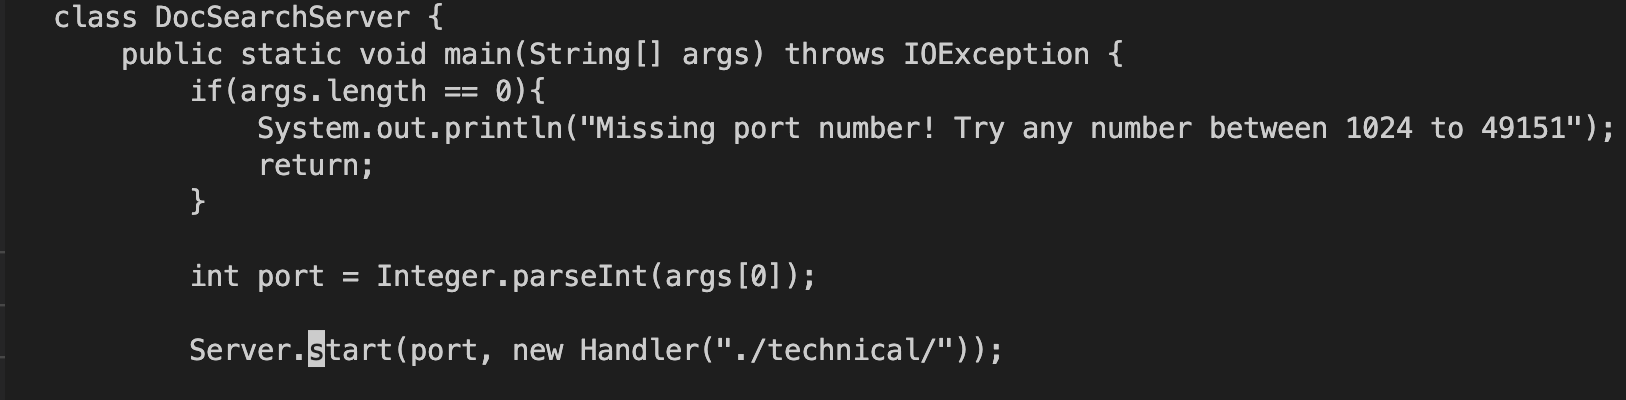 class DocSearchServer {
    public static void main(String[] args) throws IOException {
        if(args.length == 0){
            System.out.println("Missing port number! Try any number between 1024 to 49151");
            return;
        }

        int port = Integer.parseInt(args[0]);

        Server.start(port, new Handler("./technical/"));